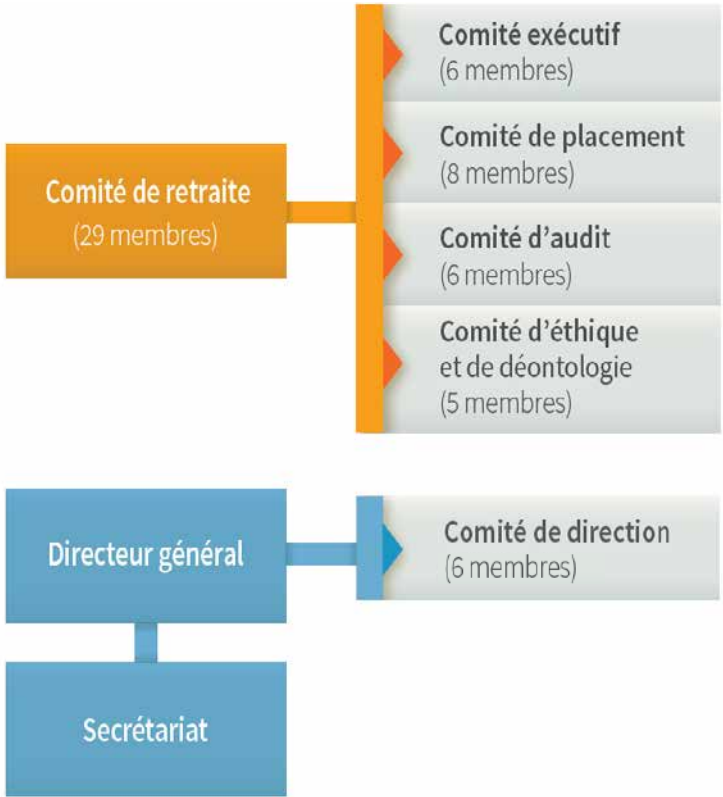 Comité de retraite
(29 membres)
Comité exécutif
(6 membres)
Comité de placement
(8 membres)
Comité d’audit
(6 membres)
Comité d’éthique
et de déontologie
(5 membres)
Directeur général
Comité de direction
(6 membres)
Secrétariat